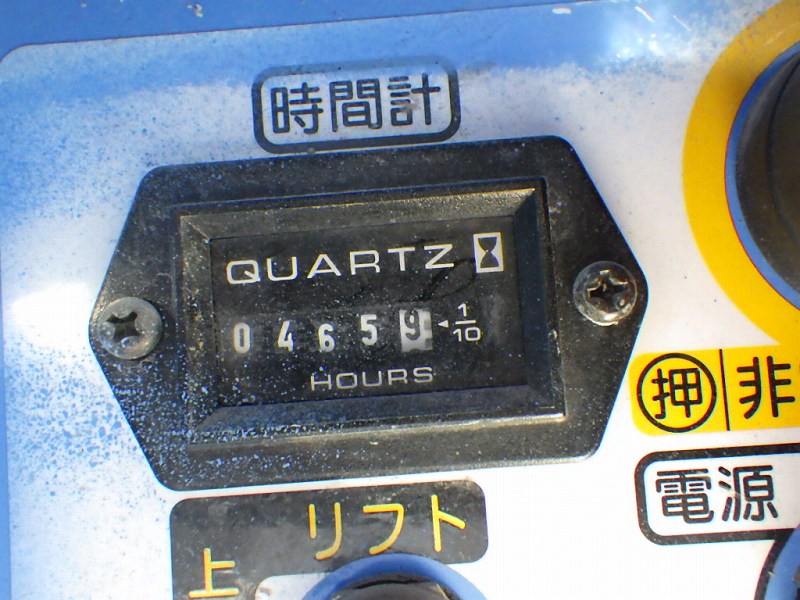 時間計
QUARTZ
04659 1/10
HOURS
押 非
電源
リフト
上